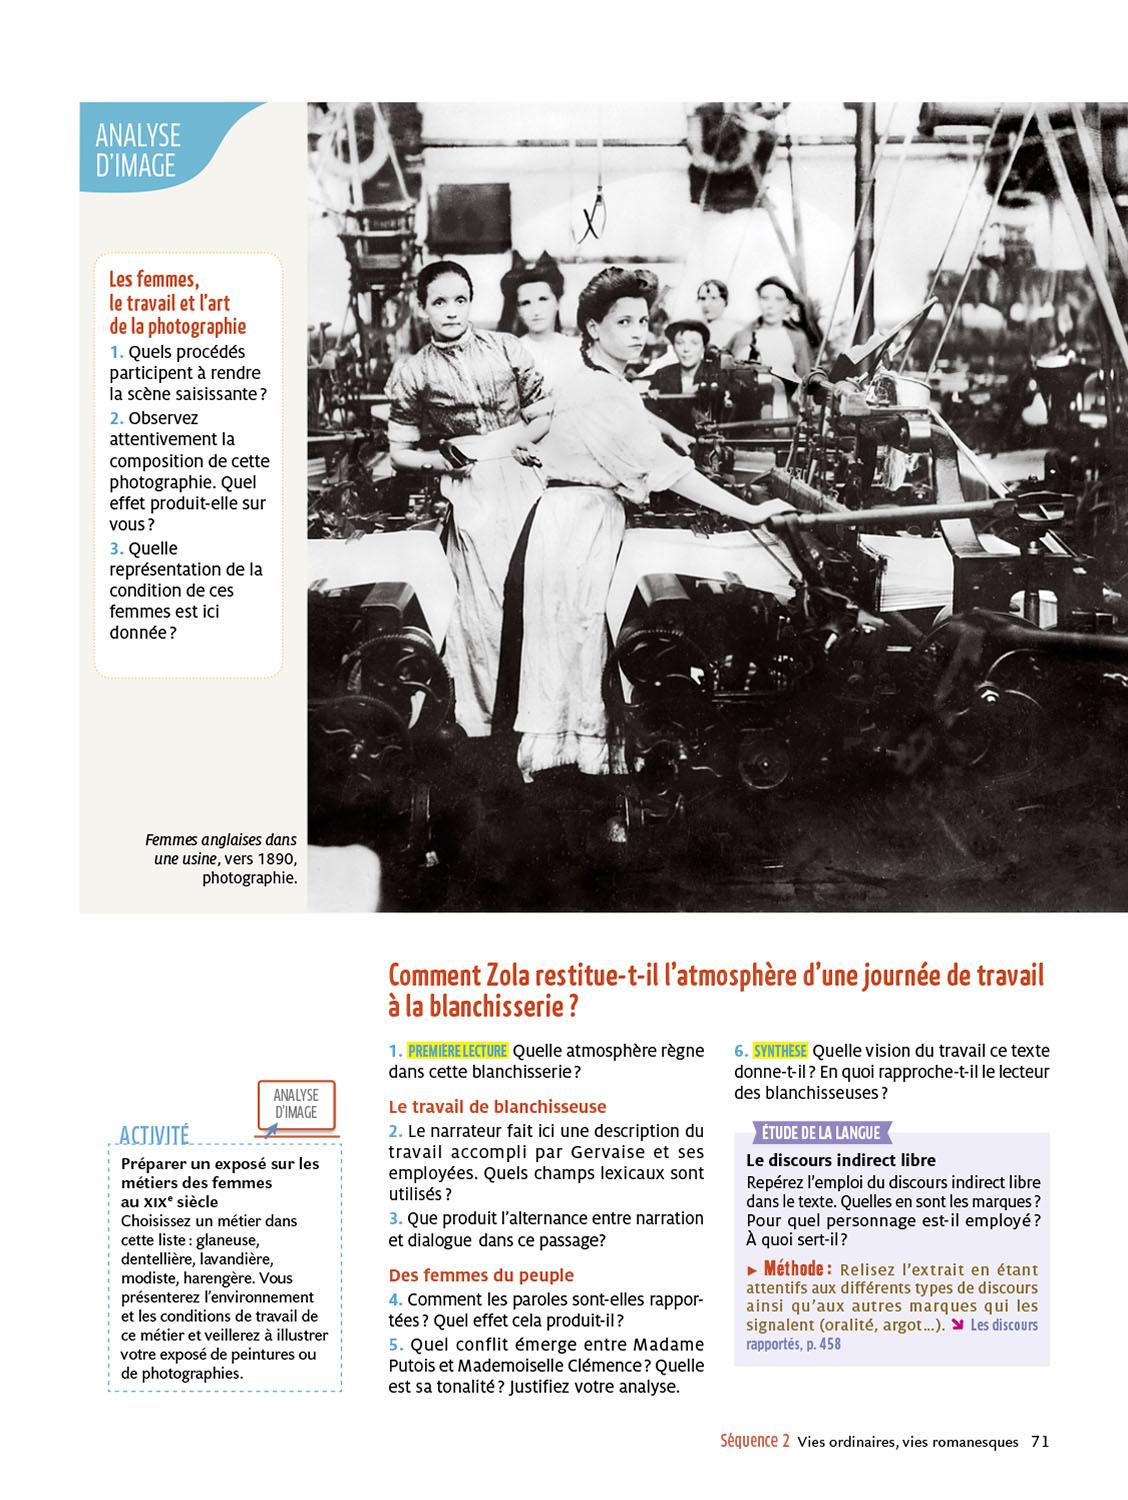 ANALYSE
D'IMAGE
Les femmes,
le travail et l'art
de la photographie
1. Quels procédés
participent à rendre
la scène saisissante ?
2. Observez
attentivement la
composition de cette
photographie. Quel
effet produit-elle sur
vous ?
3. Quelle
représentation de la
condition de ces
femmes est ici
donnée ?
Femmes anglaises dans
une usine, vers 1890,
photographie.
Comment Zola restitue-t-il l'atmosphère d'une journée de travail
à la blanchisserie ?
1. PREMIÈRE LECTURE Quelle atmosphère règne
dans cette blanchisserie ?
Le travail de blanchisseuse
2. Le narrateur fait ici une description du
travail accompli par Gervaise et ses
employées. Quels champs lexicaux sont
utilisés ?
3. Que produit l'alternance entre narration
et dialogue dans ce passage?
Des femmes du peuple
4. Comment les paroles sont-elles rappor-
tées ? Quel effet cela produit-il ?
5. Quel conflit émerge entre Madame
Putois et Mademoiselle Clémence ? Quelle
est sa tonalité ? Justifiez votre analyse.
6. SYNTHÈSE Quelle vision du travail ce texte
donne-t-il ? En quoi rapproche-t-il le lecteur
des blanchisseuses ?
ÉTUDE DE LA LANGUE
Le discours indirect libre
Repérez l'emploi du discours indirect libre
dans le texte. Quelles en sont les marques ?
Pour quel personnage est-il employé ?
À quoi sert-il ?
► Méthode : Relisez l'extrait en étant
attentifs aux différents types de discours
ainsi qu'aux autres marques qui les
signalent (oralité, argot...). ➘ Les discours
rapportés, p. 458
ANALYSE
D'IMAGE
ACTIVITÉ
Préparer un exposé sur les
métiers des femmes
au XIXe siècle
Choisissez un métier dans
cette liste : glaneuse,
dentellière, lavandière,
modiste, harengère. Vous
présenterez l'environnement
et les conditions de travail de
ce métier et veillerez à illustrer
votre exposé de peintures ou
de photographies.
Séquence 2 Vies ordinaires, vies romanesques 71